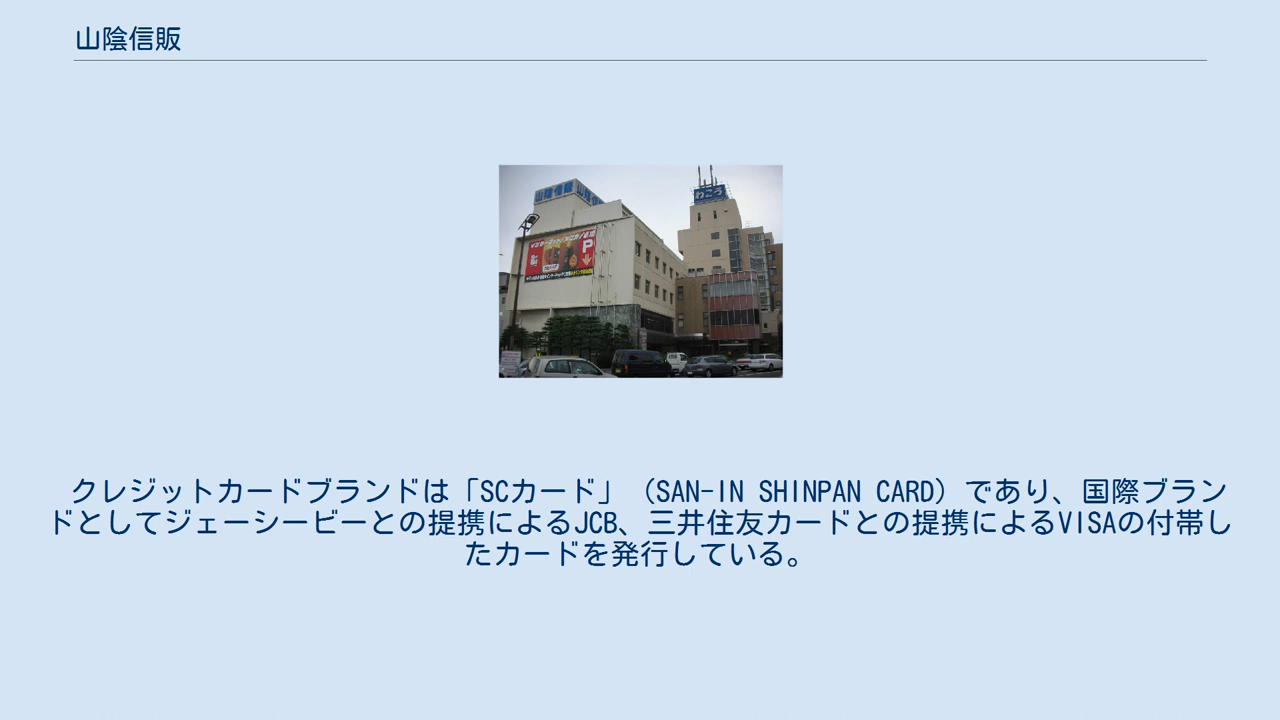 山陰信販
山陰信販
わこう
P
クレジットカードブランドは「SCカード」（SAN-IN SHINPAN CARD）であり、国際ブラン
ドとしてジェーシービーとの提携によるJCB、三井住友カードとの提携によるVISAの付帯し
たカードを発行している。